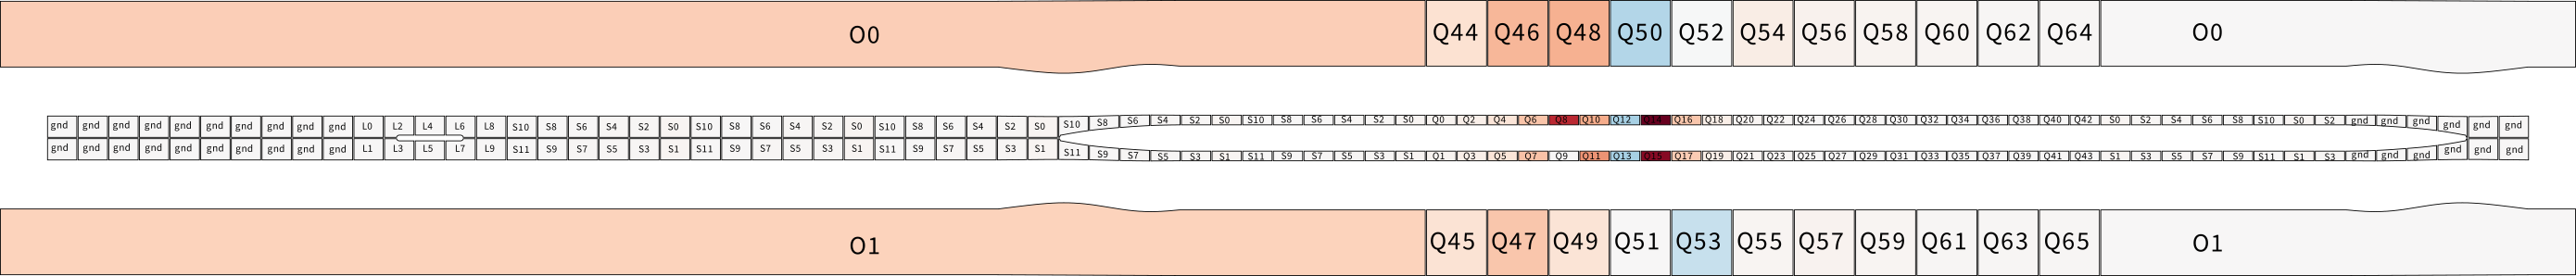 O0 Q44 Q46 Q48 Q50 Q52 Q54 Q56 Q58 Q60 Q62 Q64 O0
gnd gnd gnd gnd gnd gnd gnd gnd gnd gnd L0 L2 L4 L6 L8 S10 S8 S6 S4 S2 S0 S10 S8 S6 S4 S2 S0 S10 S8 S6 S4 S2 S0 S10 S8 S6 S4 S2 S0 S10 S8 S6 S4 S2 S0 Q0 Q2 Q4 Q6 Q8 Q10 Q12 Q14 Q16 Q18 Q20 Q22 Q24 Q26 Q28 Q30 Q32 Q34 Q36 Q38 Q40 Q42 S0 S2 S4 S6 S8 S10 S0 S2 gnd gnd gnd gnd gnd gnd
gnd gnd gnd gnd gnd gnd gnd gnd gnd gnd L1 L3 L5 L7 L9 S11 S9 S7 S5 S3 S1 S11 S9 S7 S5 S3 S1 S11 S9 S7 S5 S3 S1 S11 S9 S7 S5 S3 S1 S11 S9 S7 S5 S3 S1 Q1 Q3 Q5 Q7 Q9 Q11 Q13 Q15 Q17 Q19 Q21 Q23 Q25 Q27 Q29 Q31 Q33 Q35 Q37 Q39 Q41 Q43 S1 S3 S5 S7 S9 S11 S1 S3 gnd gnd gnd gnd gnd gnd
O1 Q45 Q47 Q49 Q51 Q53 Q55 Q57 Q59 Q61 Q63 Q65 O1